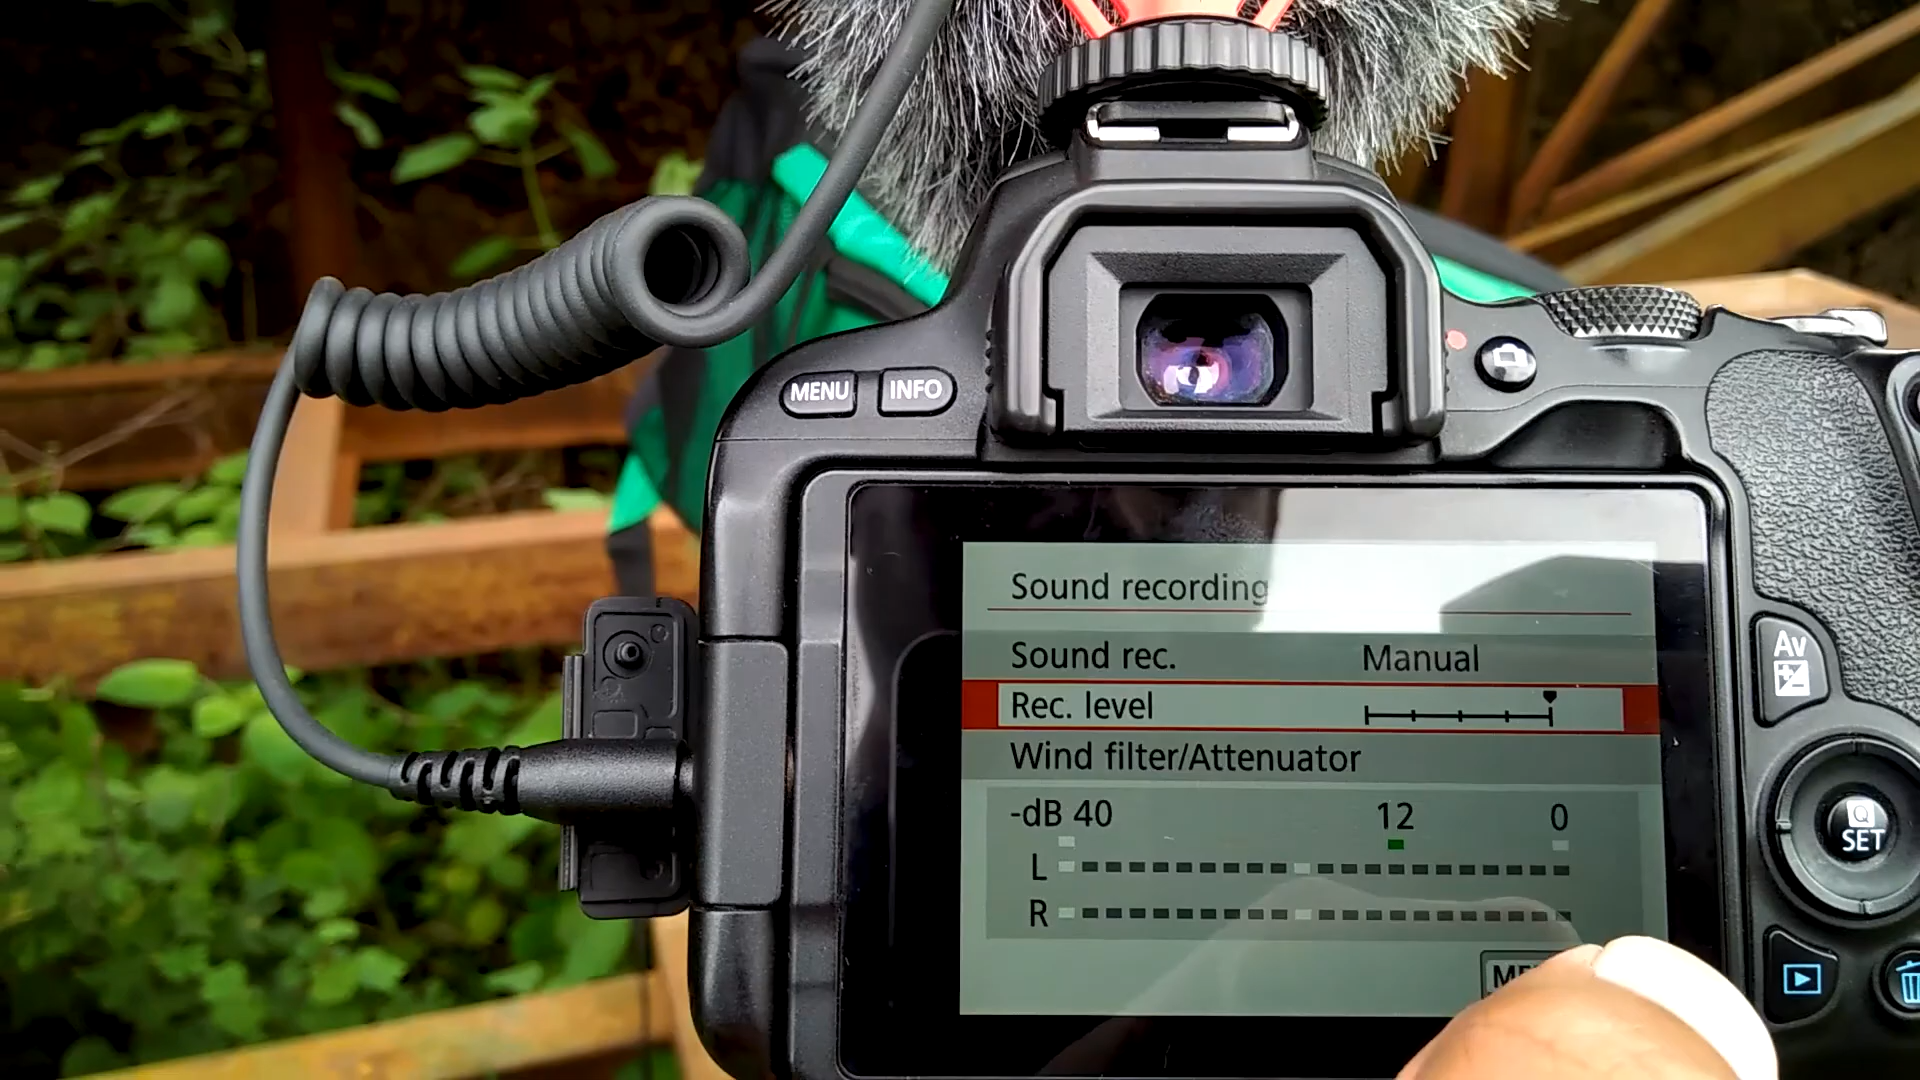 MENU INFO
Sound recording
Sound rec. Manual
Rec. level
Wind filter/Attenuator
-dB 40 12 0
L
R
Av
Q
SET